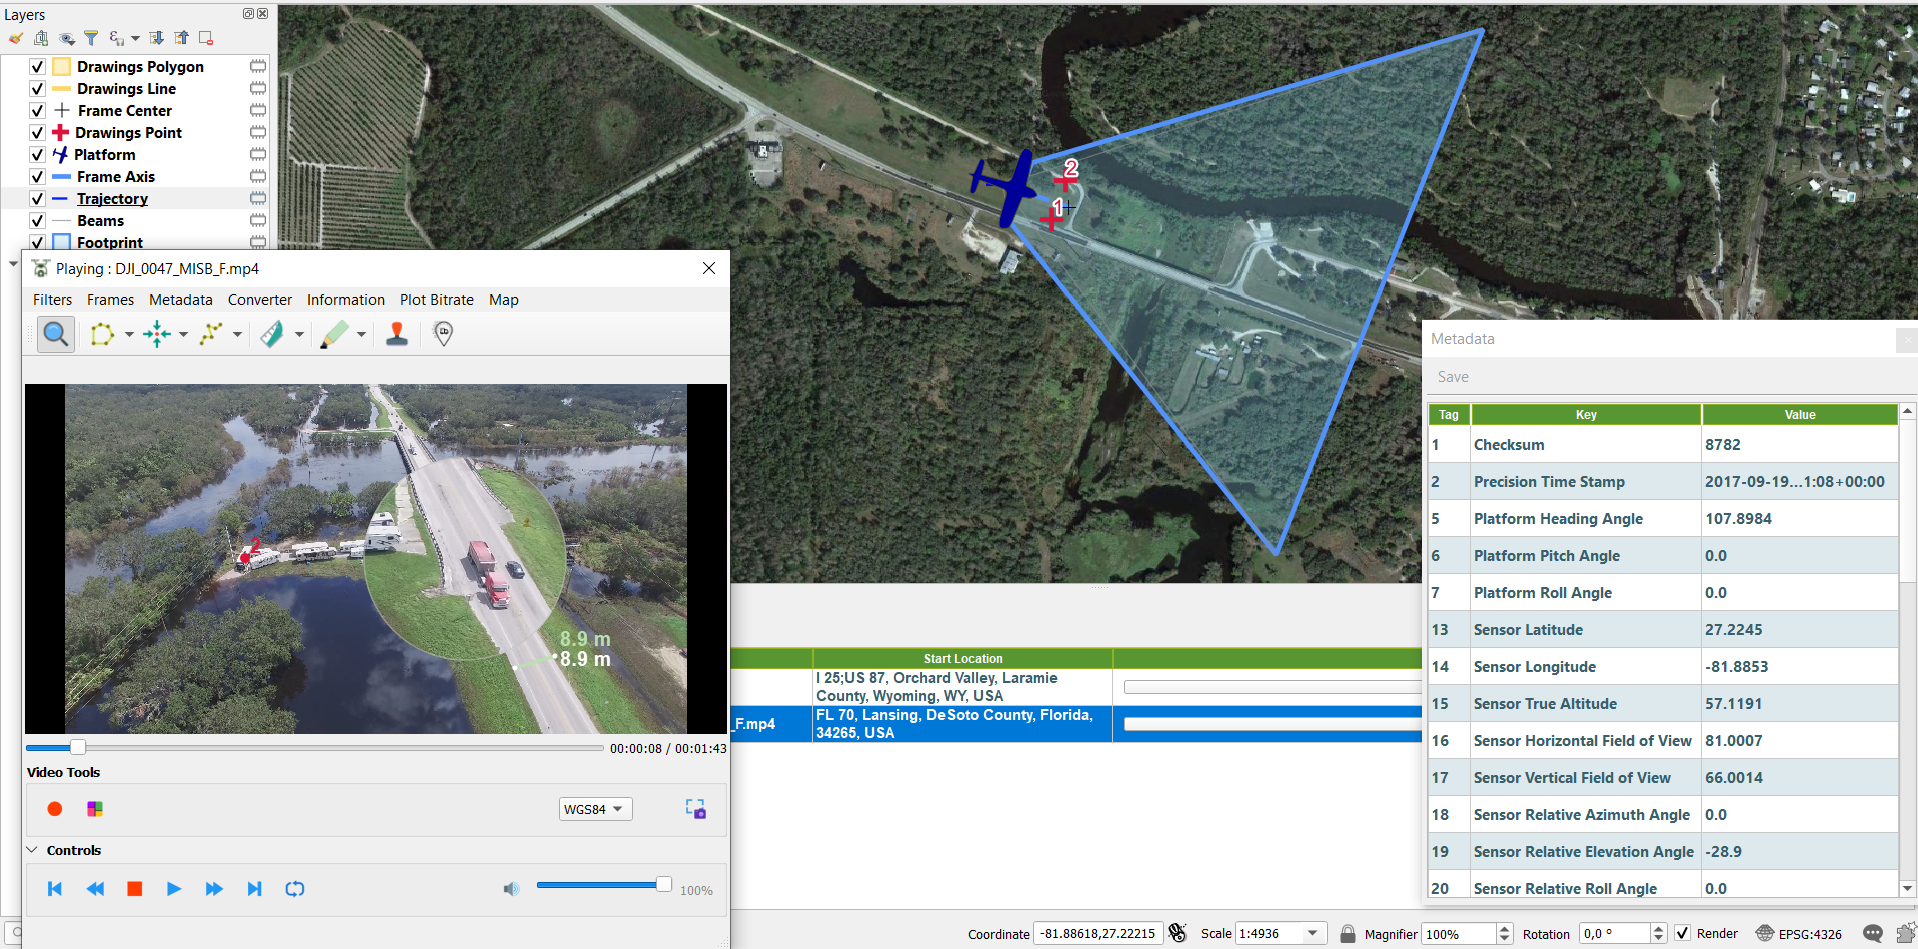 Layers
Drawings Polygon
Drawings Line
Frame Center
Drawings Point
Platform
Frame Axis
Trajectory
Beams
Footprint
2
1
Playing : DJI_0047_MISB_F.mp4
Filters Frames Metadata Converter Information Plot Bitrate Map
2
8.9 m
8.9 m
00:00:08 / 00:01:43
Video Tools
WGS84
Controls
100%
Start Location
I 25;US 87, Orchard Valley, Laramie
County, Wyoming, WY, USA
_F.mp4
FL 70, Lansing, DeSoto County, Florida,
34265, USA
Metadata
Save
Tag Key Value
1 Checksum 8782
2 Precision Time Stamp 2017-09-19...1:08+00:00
5 Platform Heading Angle 107.8984
6 Platform Pitch Angle 0.0
7 Platform Roll Angle 0.0
13 Sensor Latitude 27.2245
14 Sensor Longitude -81.8853
15 Sensor True Altitude 57.1191
16 Sensor Horizontal Field of View 81.0007
17 Sensor Vertical Field of View 66.0014
18 Sensor Relative Azimuth Angle 0.0
19 Sensor Relative Elevation Angle -28.9
20 Sensor Relative Roll Angle 0.0
Coordinate -81.88618,27.22215 Scale 1:4936 Magnifier 100% Rotation 0,0 ° Render EPSG:4326